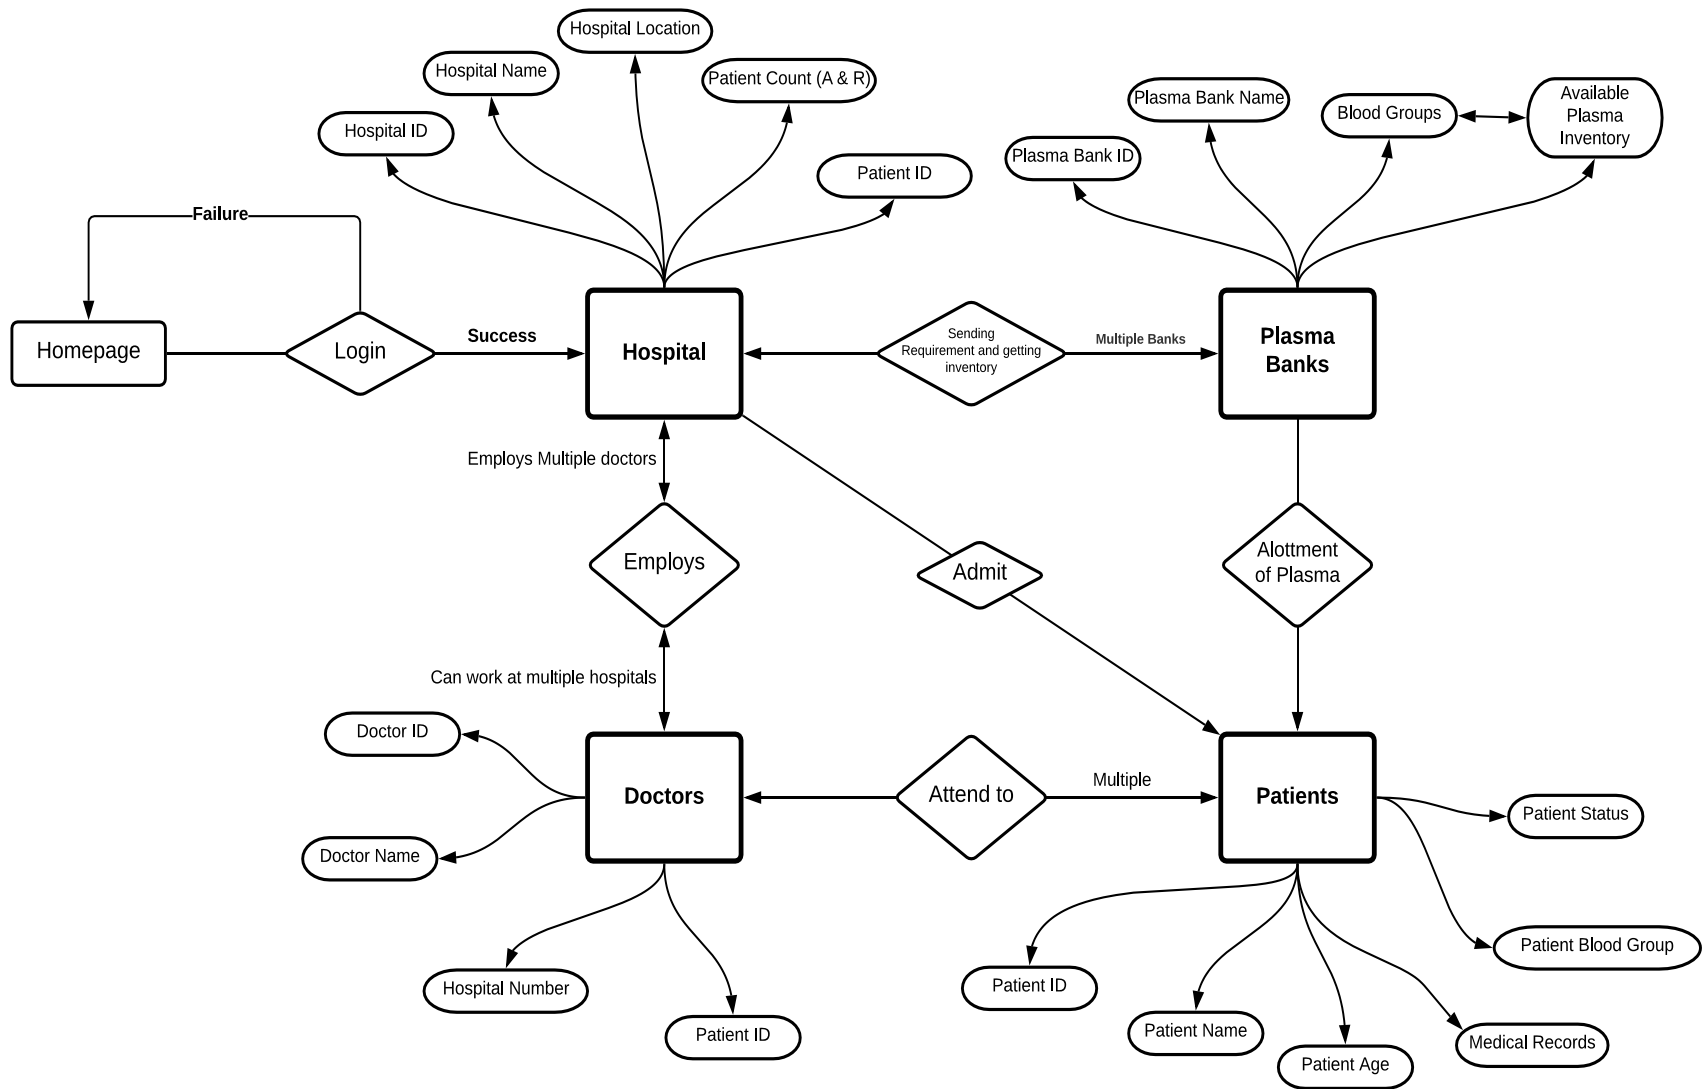 Hospital Location
Hospital Name
Patient Count (A & R)
Hospital ID
Patient ID
Plasma Bank Name
Blood Groups
Available
Plasma
Inventory
Plasma Bank ID
Failure
Homepage
Login
Success
Hospital
Sending
Requirement and getting
inventory
Multiple Banks
Plasma
Banks
Employs Multiple doctors
Employs
Admit
Alottment
of Plasma
Can work at multiple hospitals
Doctor ID
Doctors
Attend to
Multiple
Patients
Doctor Name
Patient Status
Patient Blood Group
Hospital Number
Patient ID
Patient ID
Patient Name
Patient Age
Medical Records